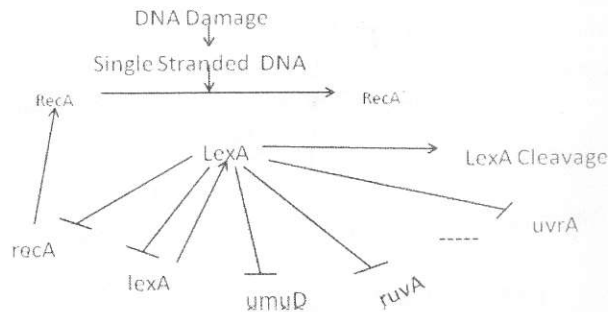 DNA Damage
Single Stranded DNA
RecA
RecA'
LexA
LexA Cleavage
uvrA
recA
lexA
umuD
ruvA